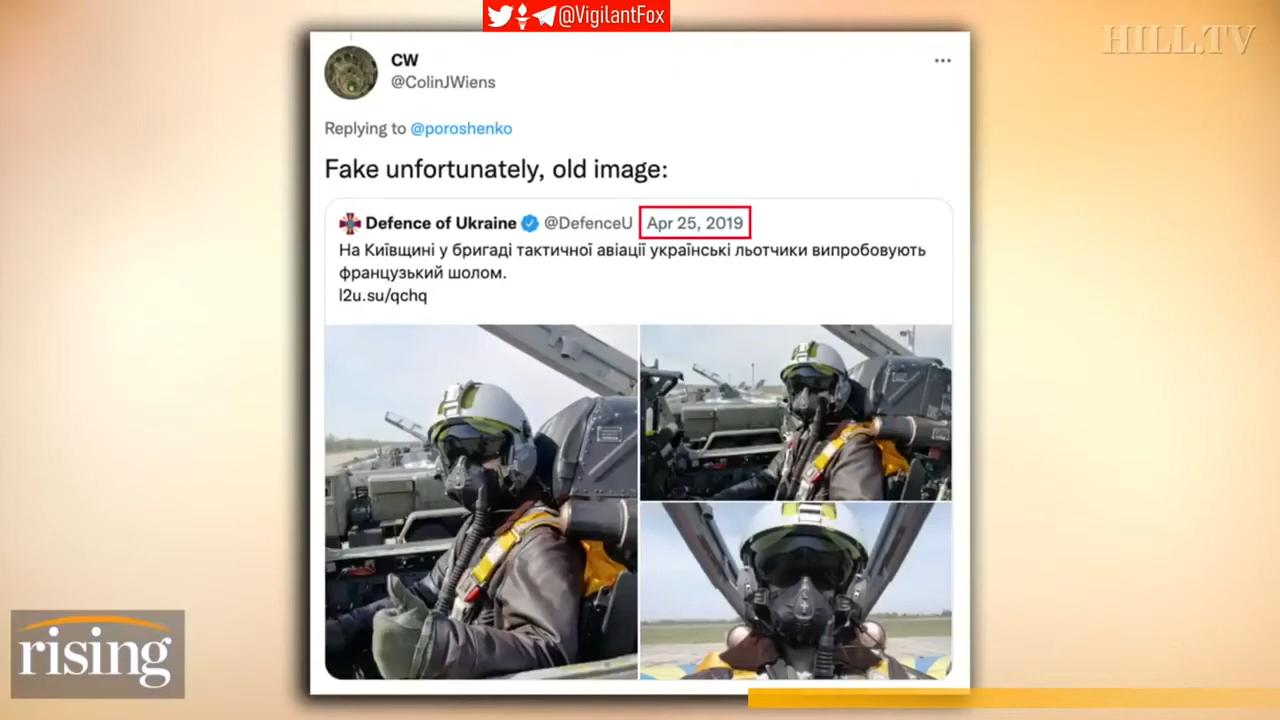 @VigilantFox
HILL.TV
CW
@ColinJWiens
Replying to @poroshenko
Fake unfortunately, old image:
Defence of Ukraine @DefenceU Apr 25, 2019
На Київщині у бригаді тактичної авіації українські льотчики випробовують
французький шолом.
l2u.su/qchq
rising